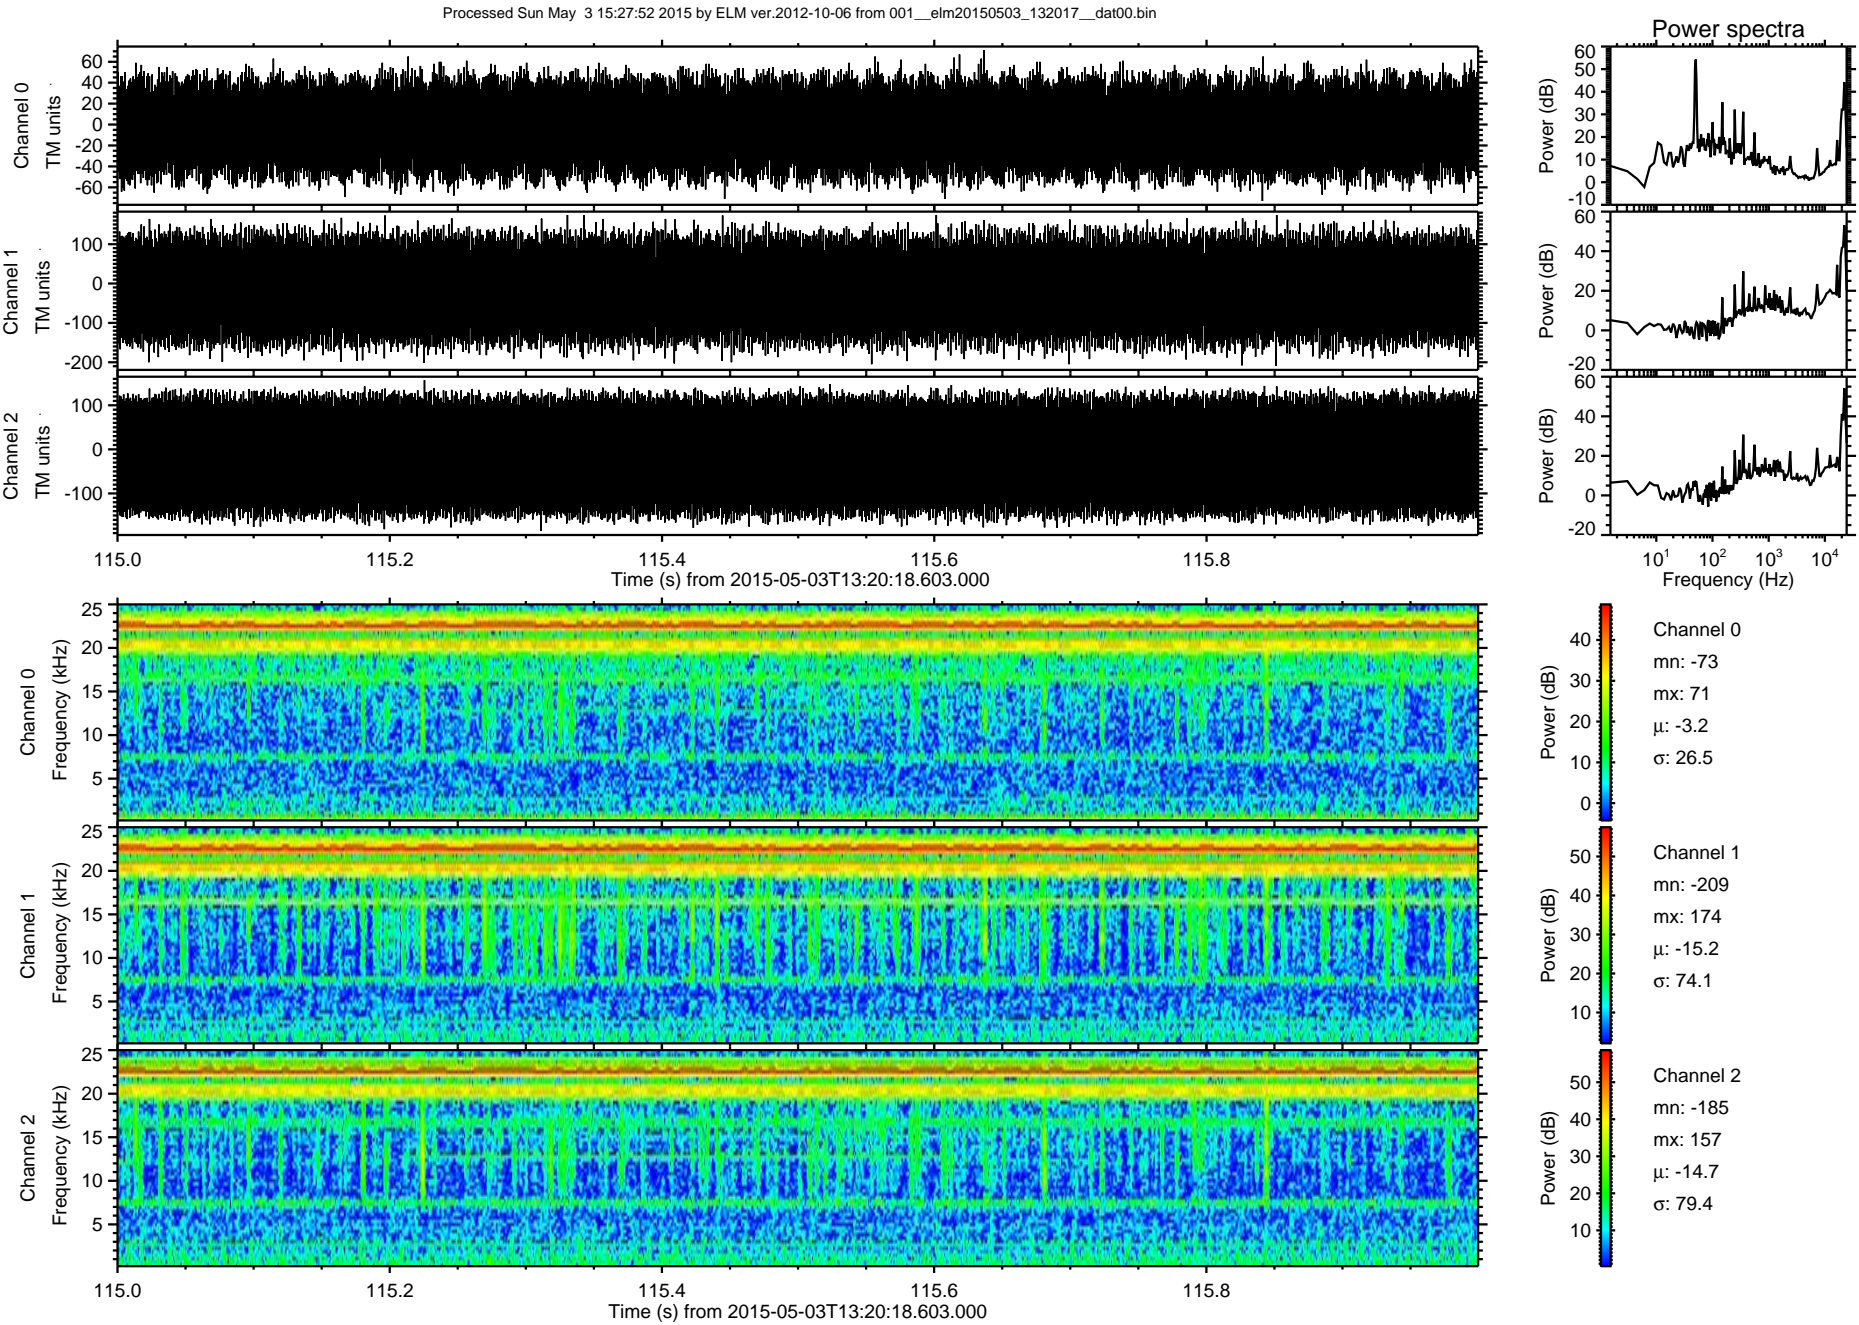 Processed Sun May  3 15:27:52 2015 by ELM ver.2012-10-06 from 001__elm20150503_132017__dat00.bin
Power spectra
Channel 0
TM units
60
40
20
0
-20
-40
-60
Power (dB)
60
50
40
30
20
10
0
-10
Channel 1
TM units
100
0
-100
-200
Power (dB)
60
40
20
0
-20
Channel 2
TM units
100
0
-100
Power (dB)
60
40
20
0
-20
115.0 115.2 115.4 115.6 115.8
Time (s) from 2015-05-03T13:20:18.603.000
10^1 10^2 10^3 10^4
Frequency (Hz)
Channel 0
Frequency (kHz)
25
20
15
10
5
Power (dB)
40
30
20
10
0
Channel 0
mn: -73
mx: 71
μ: -3.2
σ: 26.5
Channel 1
Frequency (kHz)
25
20
15
10
5
Power (dB)
50
40
30
20
10
Channel 1
mn: -209
mx: 174
μ: -15.2
σ: 74.1
Channel 2
Frequency (kHz)
25
20
15
10
5
Power (dB)
50
40
30
20
10
Channel 2
mn: -185
mx: 157
μ: -14.7
σ: 79.4
115.0 115.2 115.4 115.6 115.8
Time (s) from 2015-05-03T13:20:18.603.000